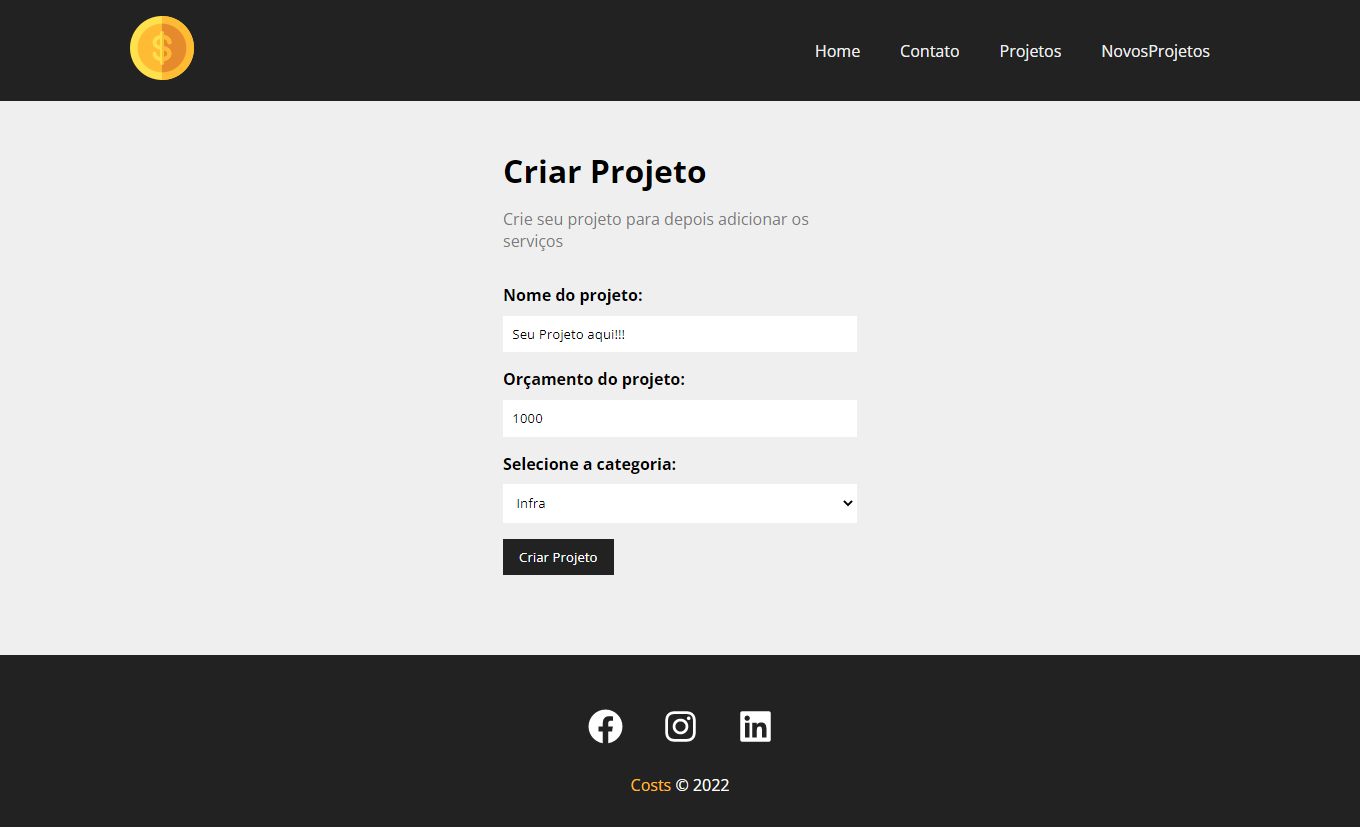 $
Home Contato Projetos NovosProjetos
Criar Projeto
Crie seu projeto para depois adicionar os
serviços
Nome do projeto:
Seu Projeto aqui!!!
Orçamento do projeto:
1000
Selecione a categoria:
Infra
Criar Projeto
Costs © 2022